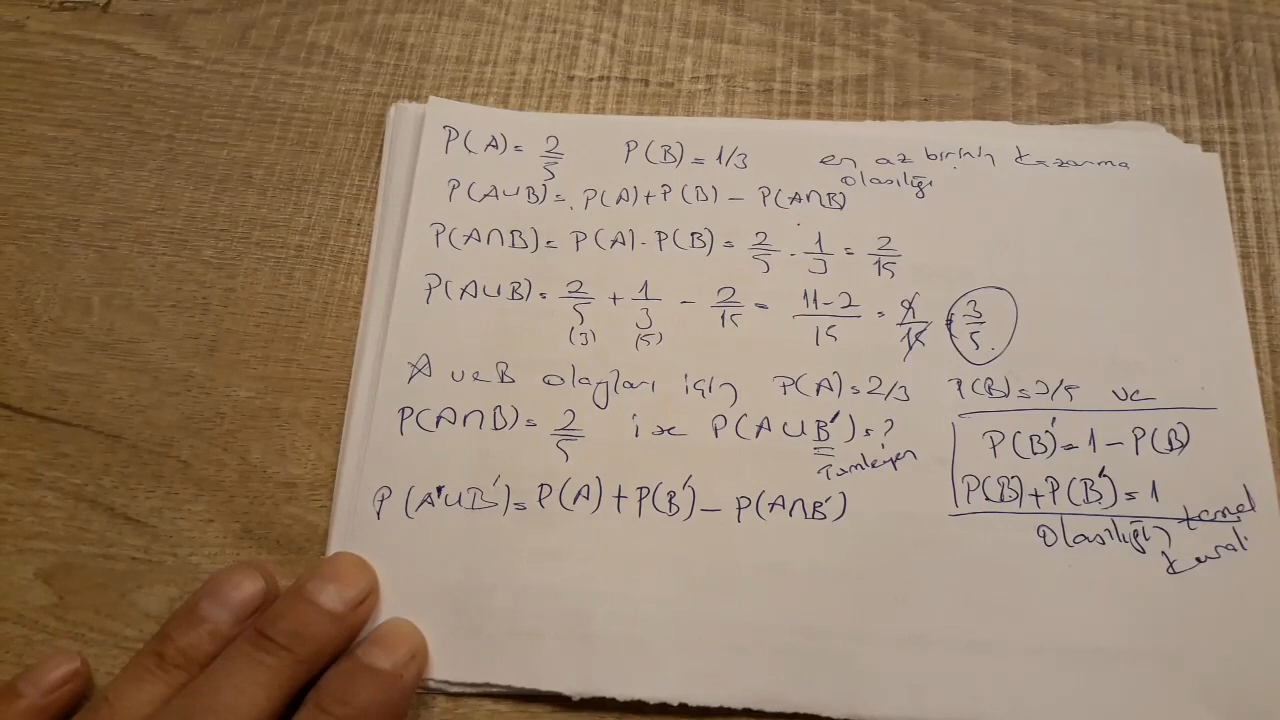 P(A) = 2/5 P(B) = 1/3 en az birinin kazanma olasılığı
P(A∪B) = P(A) + P(B) - P(A∩B)
P(A∩B) = P(A) . P(B) = 2/5 . 1/3 = 2/15
P(A∪B) = 2/5 + 1/3 - 2/15 = 11-2/15 = 9/15 = 3/5
(3) (5)
A ve B olayları için P(A) = 2/3 P(B) = 3/5 ve
P(A∩B) = 2/5 ise P(A∪B') = ?
Tümleyen
P(B') = 1 - P(B)
P(B) + P(B') = 1
Olasılığın temel kuralı
P(A∪B') = P(A) + P(B') - P(A∩B')